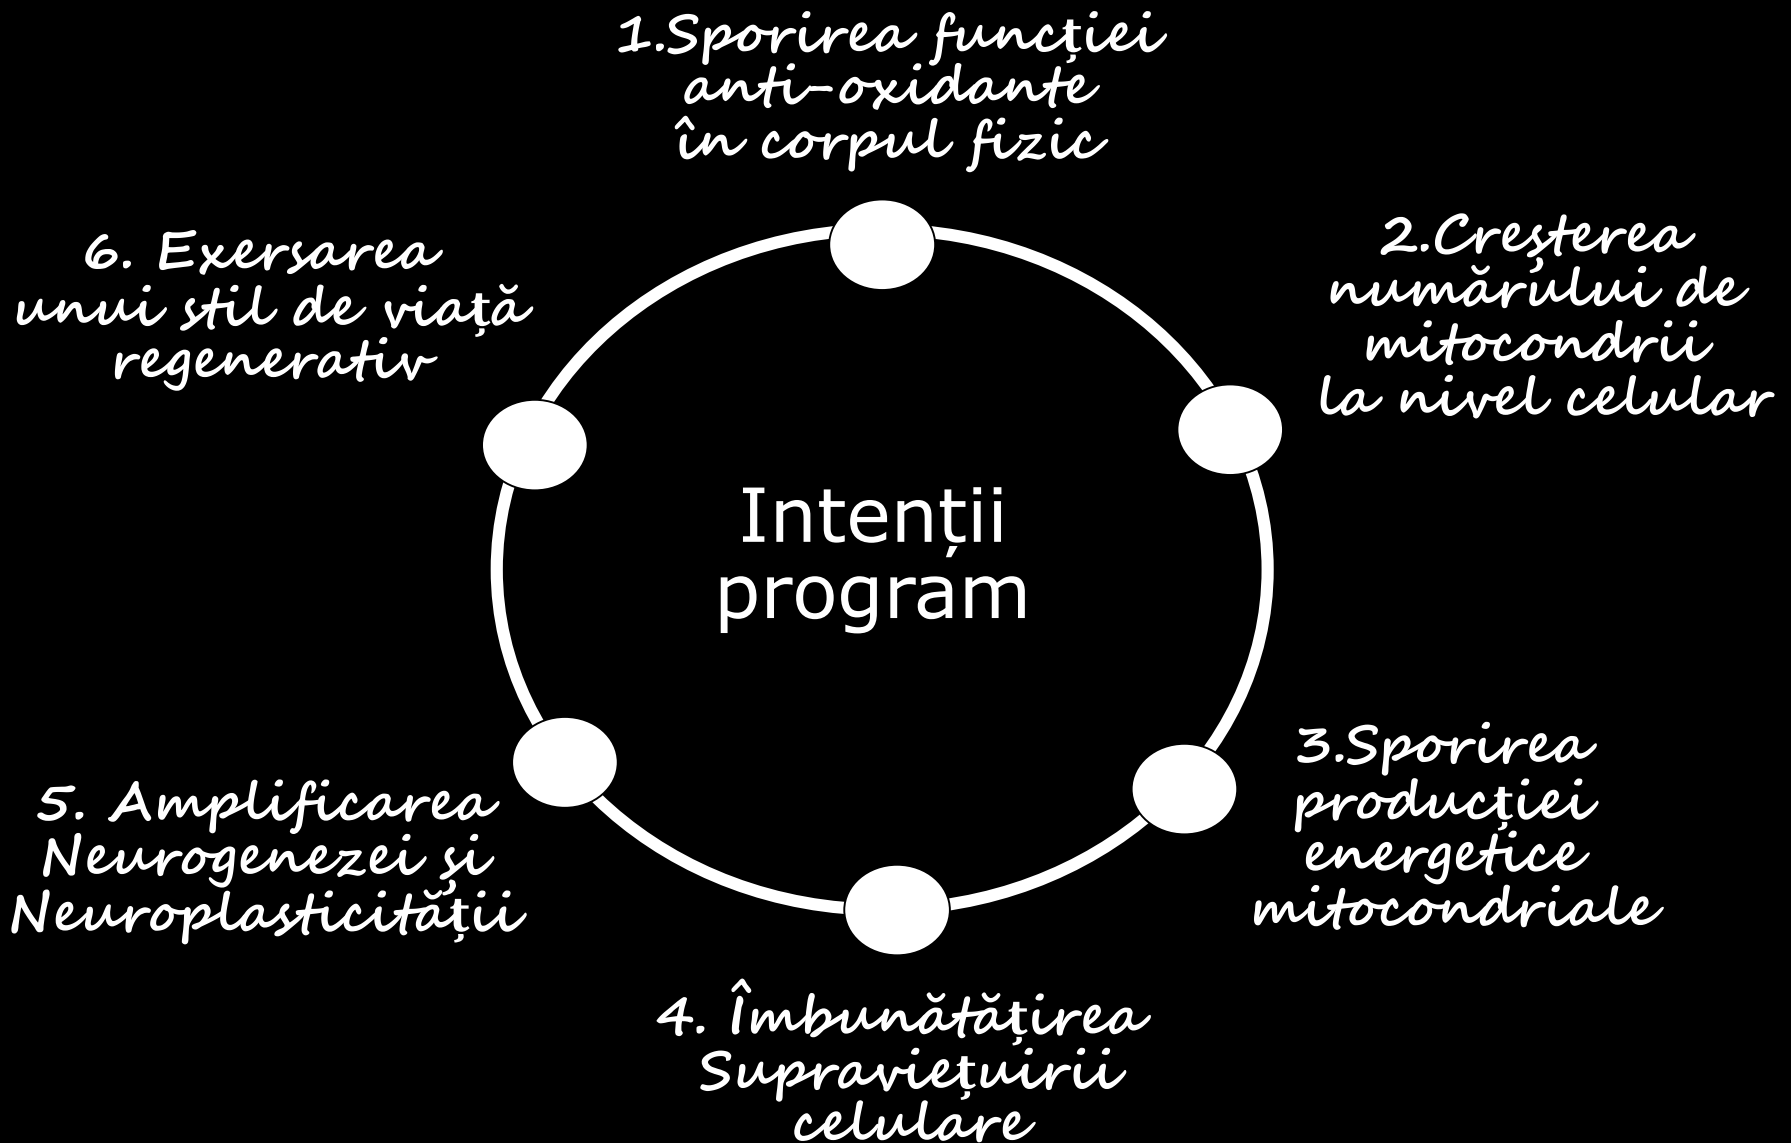 1.Sporirea funcției
anti-oxidante
în corpul fizic
2.Creșterea
numărului de
mitocondrii
la nivel celular
3.Sporirea
producției
energetice
mitocondriale
4. Îmbunătățirea
Supraviețuirii
celulare
5. Amplificarea
Neurogenezei și
Neuroplasticității
6. Exersarea
unui stil de viață
regenerativ
Intenții
program